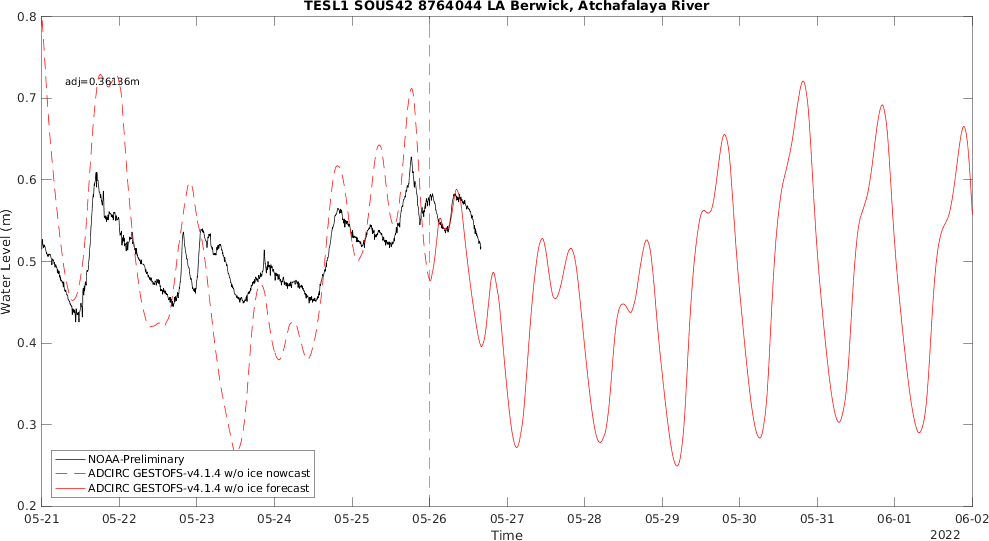 TESL1 SOUS42 8764044 LA Berwick, Atchafalaya River
0.8
0.7
0.6
0.5
0.4
0.3
0.2
Water Level (m)
adj=0.36136m
NOAA-Preliminary
ADCIRC GESTOFS-v4.1.4 w/o ice nowcast
ADCIRC GESTOFS-v4.1.4 w/o ice forecast
05-21 05-22 05-23 05-24 05-25 05-26 05-27 05-28 05-29 05-30 05-31 06-01 06-02
Time
2022